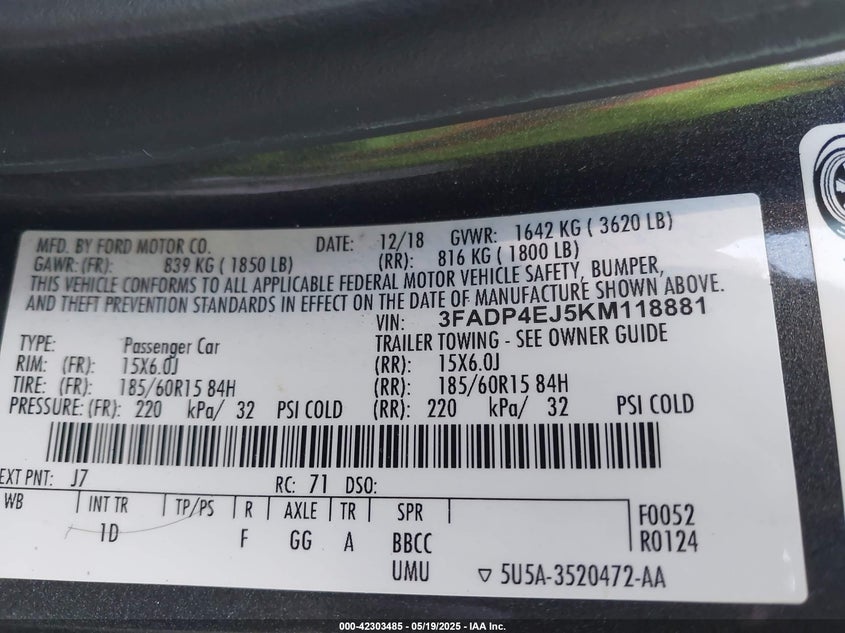 MFD. BY FORD MOTOR CO. DATE: 12/18 GVWR: 1642 KG ( 3620 LB)
GAWR: (FR): 839 KG ( 1850 LB) (RR): 816 KG ( 1800 LB)
THIS VEHICLE CONFORMS TO ALL APPLICABLE FEDERAL MOTOR VEHICLE SAFETY, BUMPER,
AND THEFT PREVENTION STANDARDS IN EFFECT ON THE DATE OF MANUFACTURE SHOWN ABOVE.
VIN: 3FADP4EJ5KM118881
TYPE: Passenger Car TRAILER TOWING - SEE OWNER GUIDE
RIM: (FR): 15X6.0J (RR): 15X6.0J
TIRE: (FR): 185/60R15 84H (RR): 185/60R15 84H
PRESSURE: (FR): 220 kPa/ 32 PSI COLD (RR): 220 kPa/ 32 PSI COLD
EXT PNT: J7 RC: 71 DSO:
WB INT TR TP/PS R AXLE TR SPR F0052
1D F GG A BBCC R0124
UMU ▽ 5U5A-3520472-AA
000-42303485 - 05/19/2025 - IAA Inc.